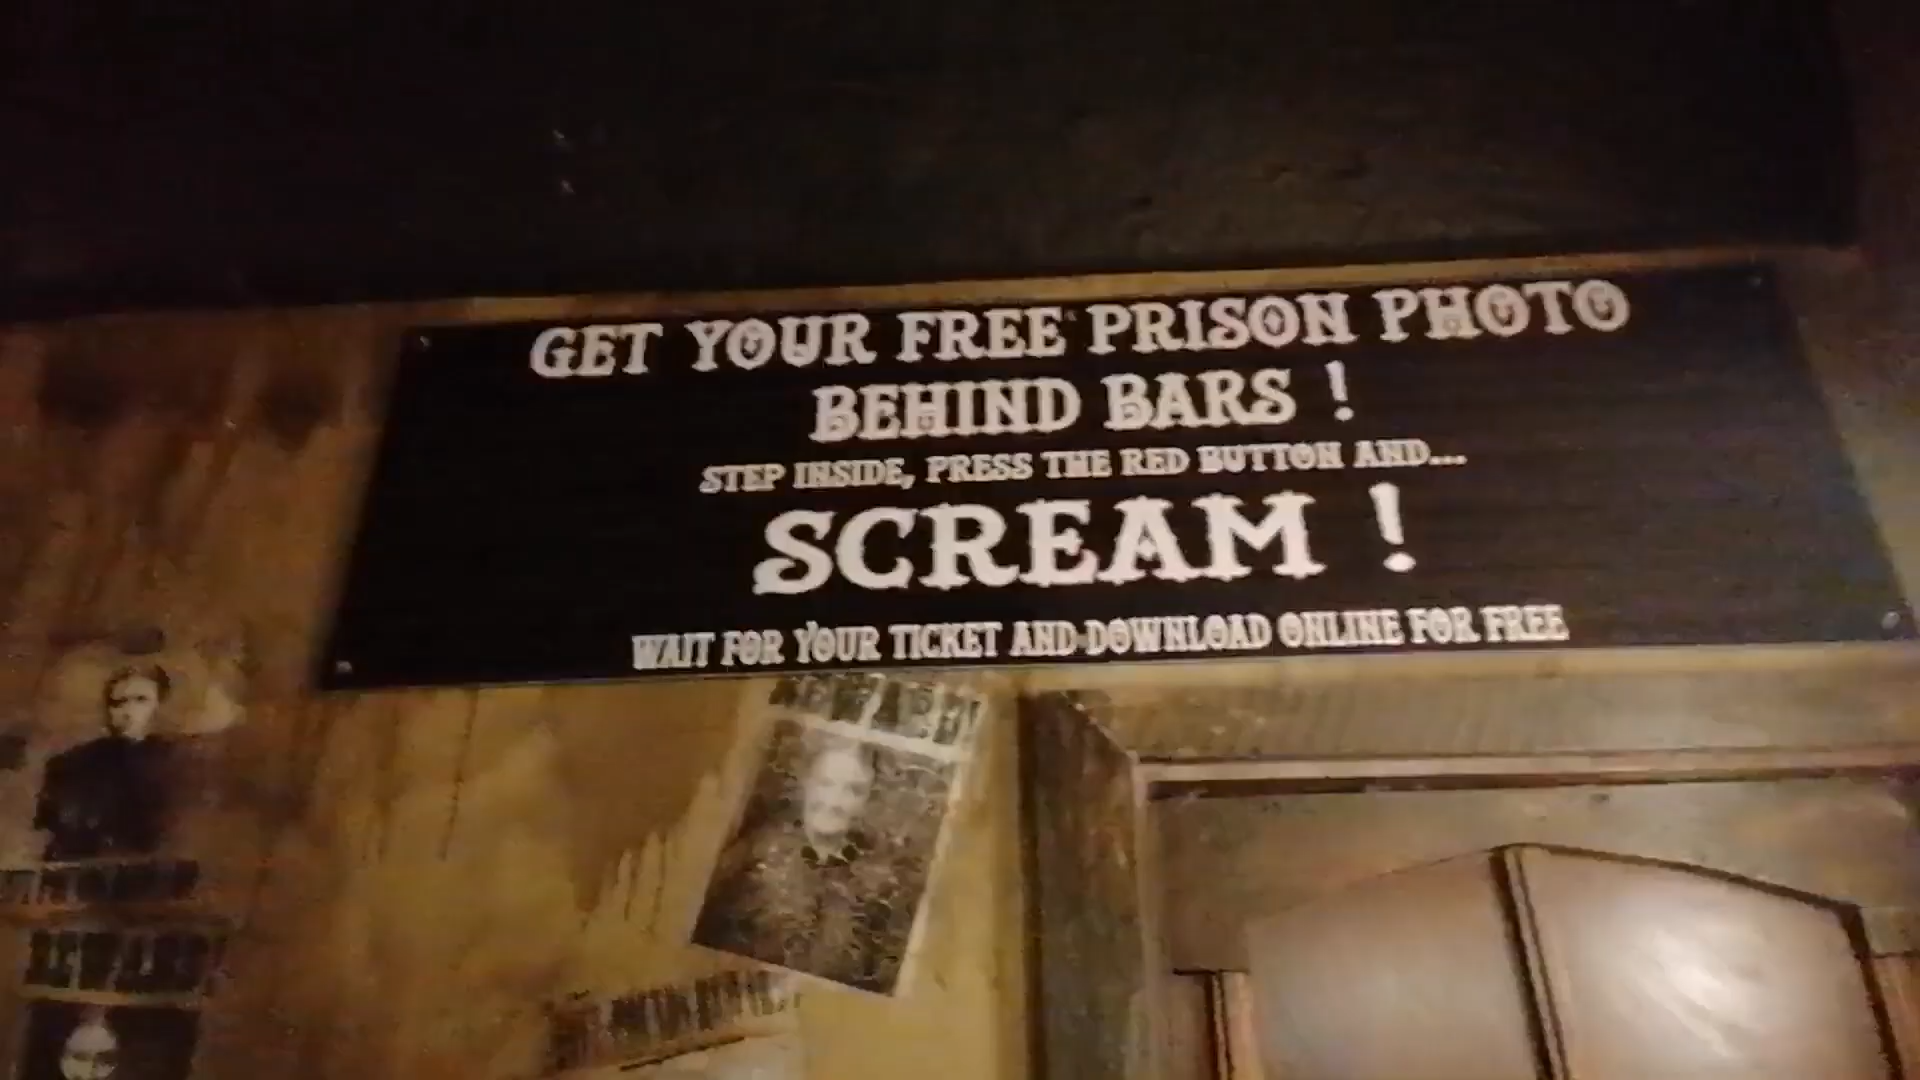 GET YOUR FREE PRISON PHOTO
BEHIND BARS !
STEP INSIDE, PRESS THE RED BUTTON AND...
SCREAM !
WAIT FOR YOUR TICKET AND DOWNLOAD ONLINE FOR FREE
REWARD
REWARD